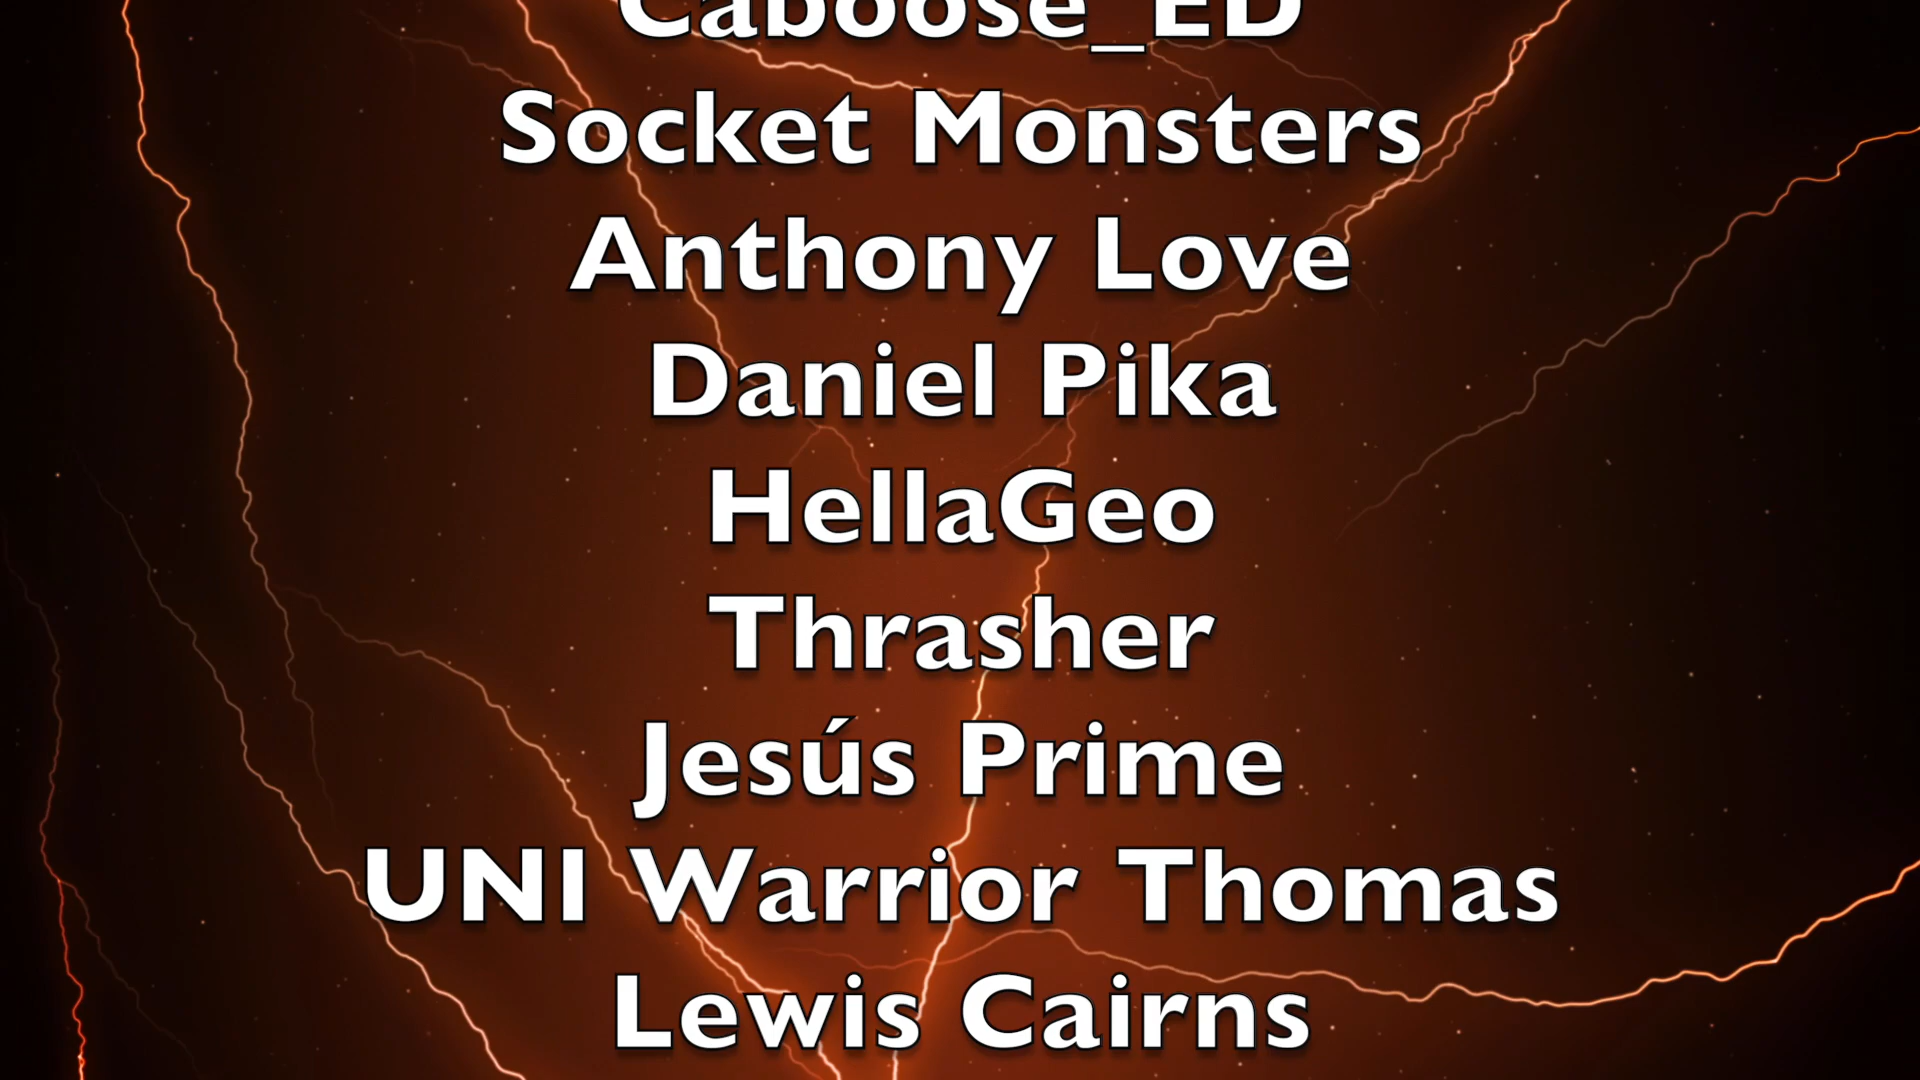 Caboose_ED
Socket Monsters
Anthony Love
Daniel Pika
HellaGeo
Thrasher
Jesús Prime
UNI Warrior Thomas
Lewis Cairns